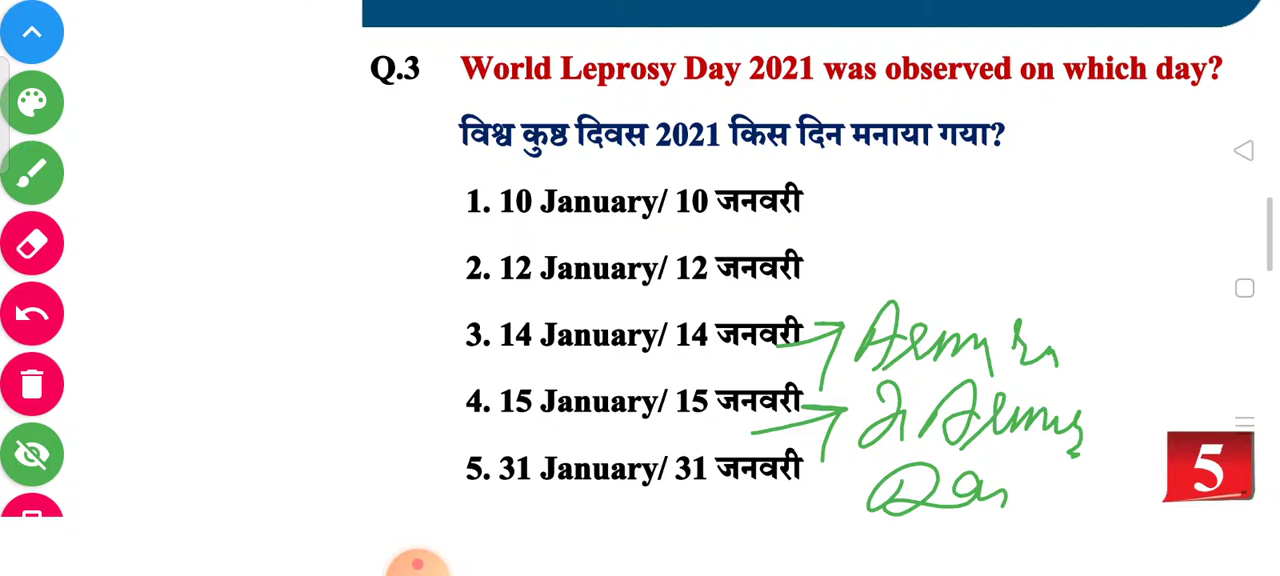 Q.3 World Leprosy Day 2021 was observed on which day?
विश्व कुष्ठ दिवस 2021 किस दिन मनाया गया?
1. 10 January/ 10 जनवरी
2. 12 January/ 12 जनवरी
3. 14 January/ 14 जनवरी
4. 15 January/ 15 जनवरी
5. 31 January/ 31 जनवरी
5